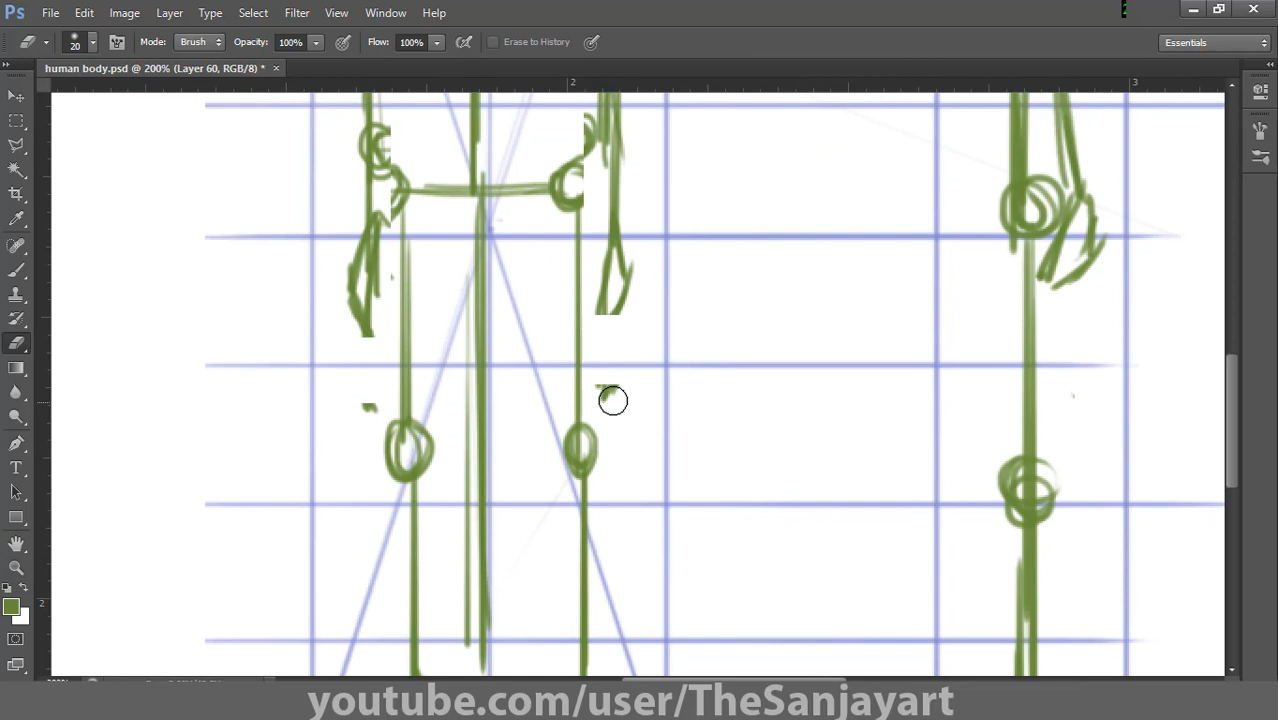 Ps File Edit Image Layer Type Select Filter View Window Help
20 Mode: Brush Opacity: 100% Flow: 100% Erase to History Essentials
human body.psd @ 200% (Layer 60, RGB/8) * ×
2 3
2
youtube.com/user/TheSanjayart